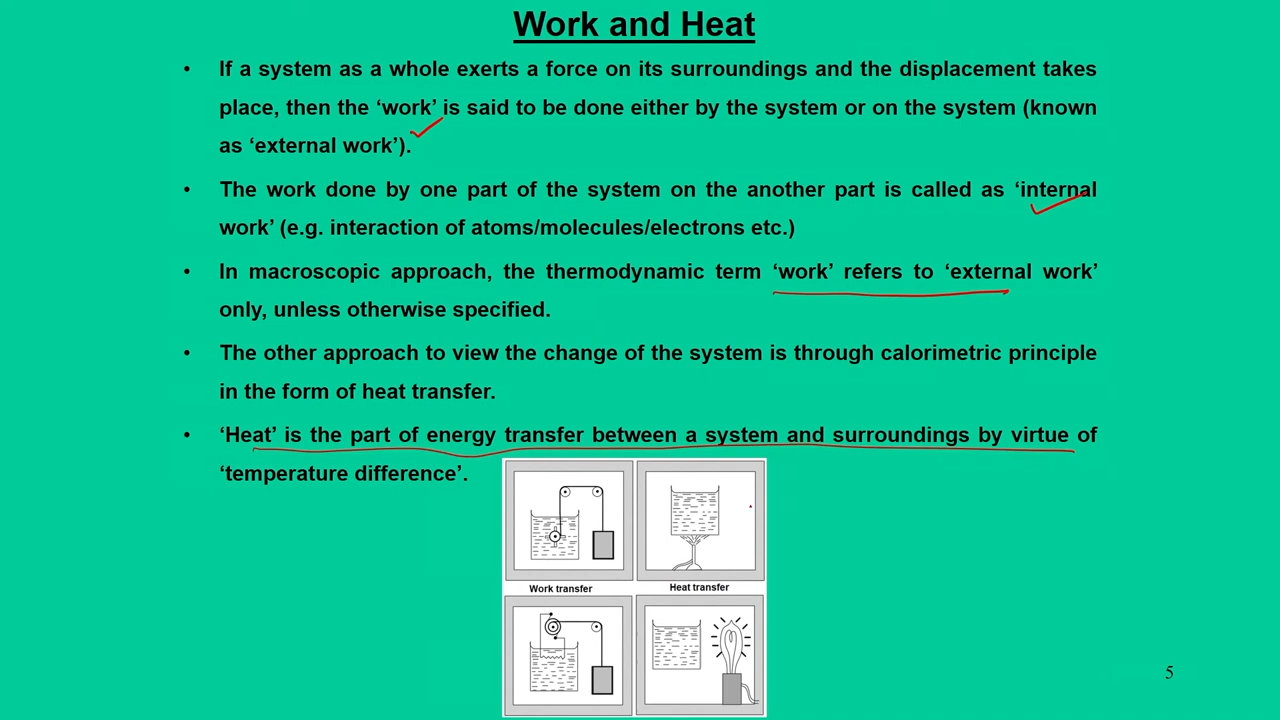 Work and Heat
• If a system as a whole exerts a force on its surroundings and the displacement takes
place, then the ‘work’ is said to be done either by the system or on the system (known
as ‘external work’).
• The work done by one part of the system on the another part is called as ‘internal
work’ (e.g. interaction of atoms/molecules/electrons etc.)
• In macroscopic approach, the thermodynamic term ‘work’ refers to ‘external work’
only, unless otherwise specified.
• The other approach to view the change of the system is through calorimetric principle
in the form of heat transfer.
• ‘Heat’ is the part of energy transfer between a system and surroundings by virtue of
‘temperature difference’.
Work transfer
Heat transfer
5